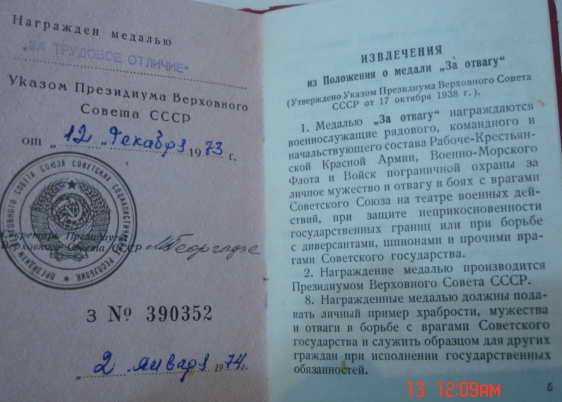 Награжден медалью
„ЗА ТРУДОВОЕ ОТЛИЧИЕ"
Указом Президиума Верховного
Совета СССР
от „ 12 " декабря 1973 г.
Верховного Совета СССР МГеоргадзе
З № 390352
„ 2 " января 1974 г.
ИЗВЛЕЧЕНИЯ
из Положения о медали „За отвагу"
(Утверждено Указом Президиума Верховного Совета
СССР от 17 октября 1938 г.).
1. Медалью „За отвагу" награждаются
военнослужащие рядового, командного и
начальствующего состава Рабоче-Крестьян-
ской Красной Армии, Военно-Морского
Флота и Войск пограничной охраны за
личное мужество и отвагу в боях с врагами
Советского Союза на театре военных дей-
ствий, при защите неприкосновенности
государственных границ или при борьбе
с диверсантами, шпионами и прочими вра-
гами Советского государства.
2. Награждение медалью производится
Президиумом Верховного Совета СССР.
8. Награжденные медалью должны пода-
вать личный пример храбрости, мужества
и отваги в борьбе с врагами Советского
государства и служить образцом для других
граждан при исполнении государственных
обязанностей.
6
13 12:09AM